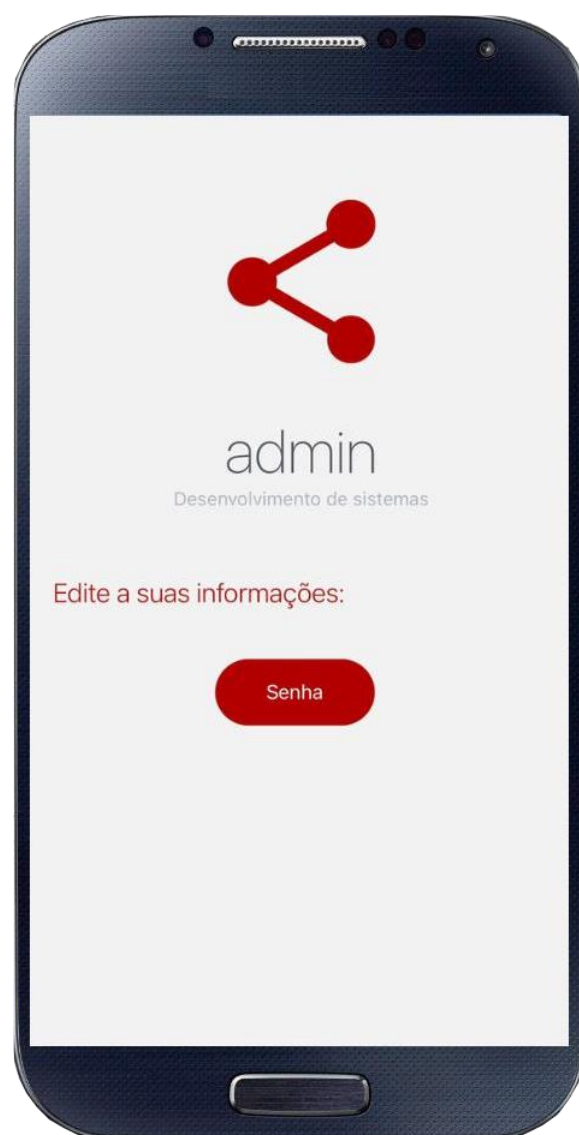 admin
Desenvolvimento de sistemas
Edite a suas informações:
Senha